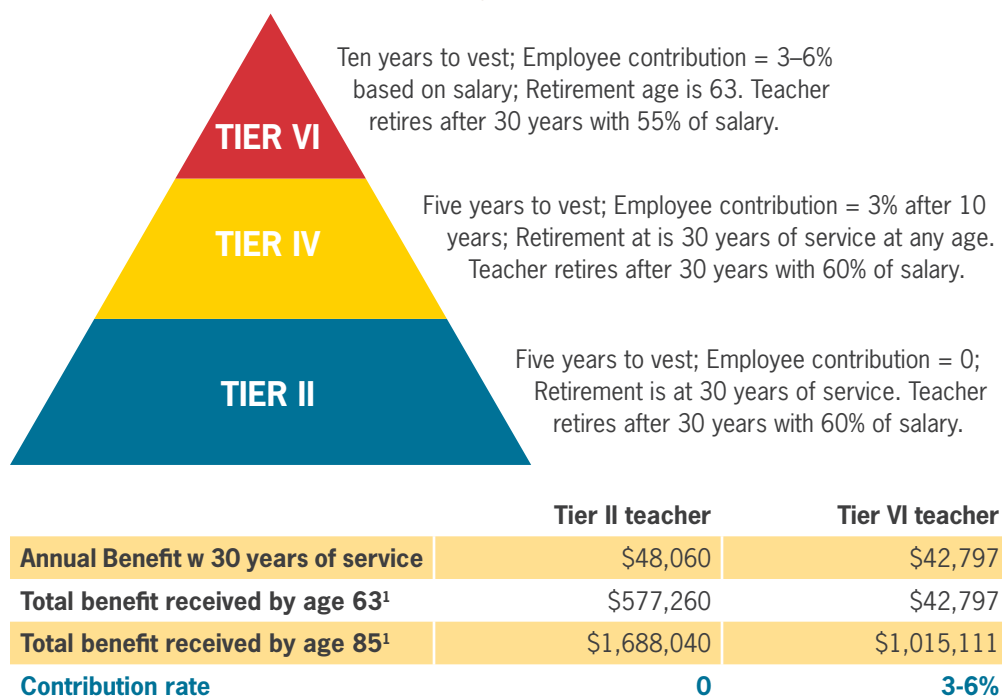 Ten years to vest; Employee contribution = 3–6%
based on salary; Retirement age is 63. Teacher
retires after 30 years with 55% of salary.
TIER VI
Five years to vest; Employee contribution = 3% after 10
years; Retirement at is 30 years of service at any age.
Teacher retires after 30 years with 60% of salary.
TIER IV
Five years to vest; Employee contribution = 0;
Retirement is at 30 years of service. Teacher
retires after 30 years with 60% of salary.
TIER II
Tier II teacher Tier VI teacher
Annual Benefit w 30 years of service $48,060 $42,797
Total benefit received by age 63¹ $577,260 $42,797
Total benefit received by age 85¹ $1,688,040 $1,015,111
Contribution rate 0 3-6%